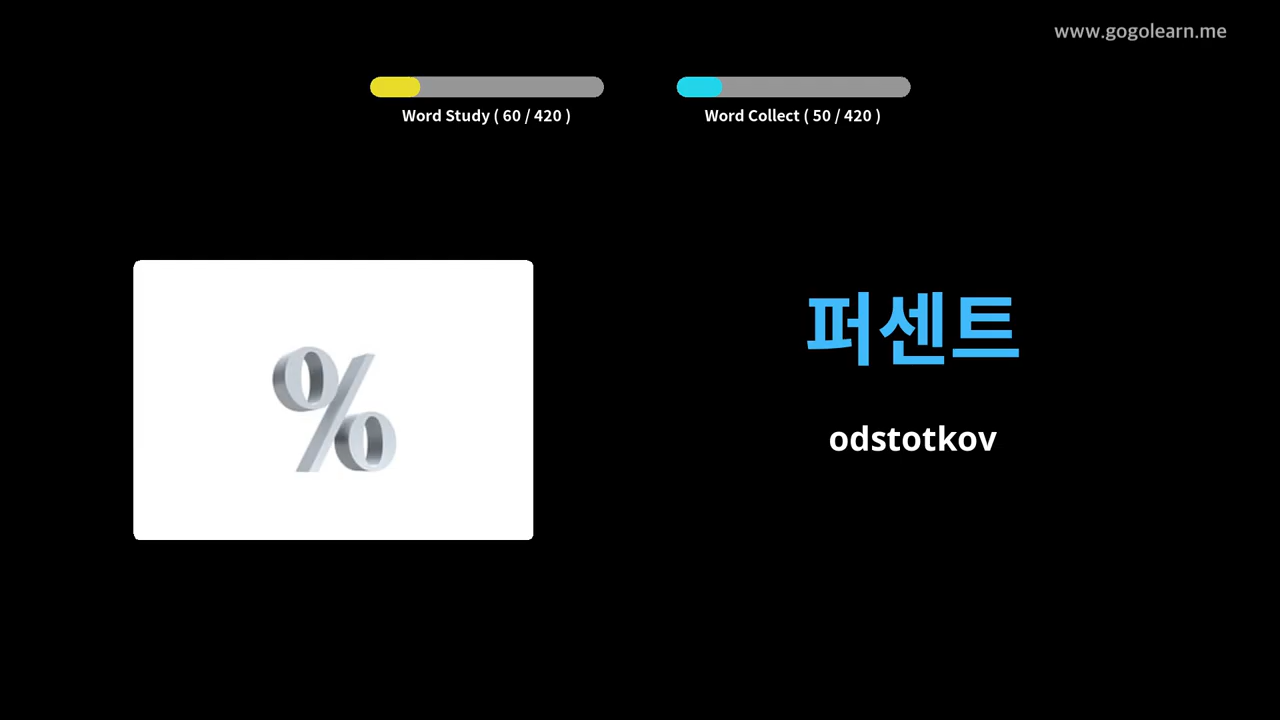 www.gogolearn.me
Word Study ( 60 / 420 )
Word Collect ( 50 / 420 )
%
퍼센트
odstotkov